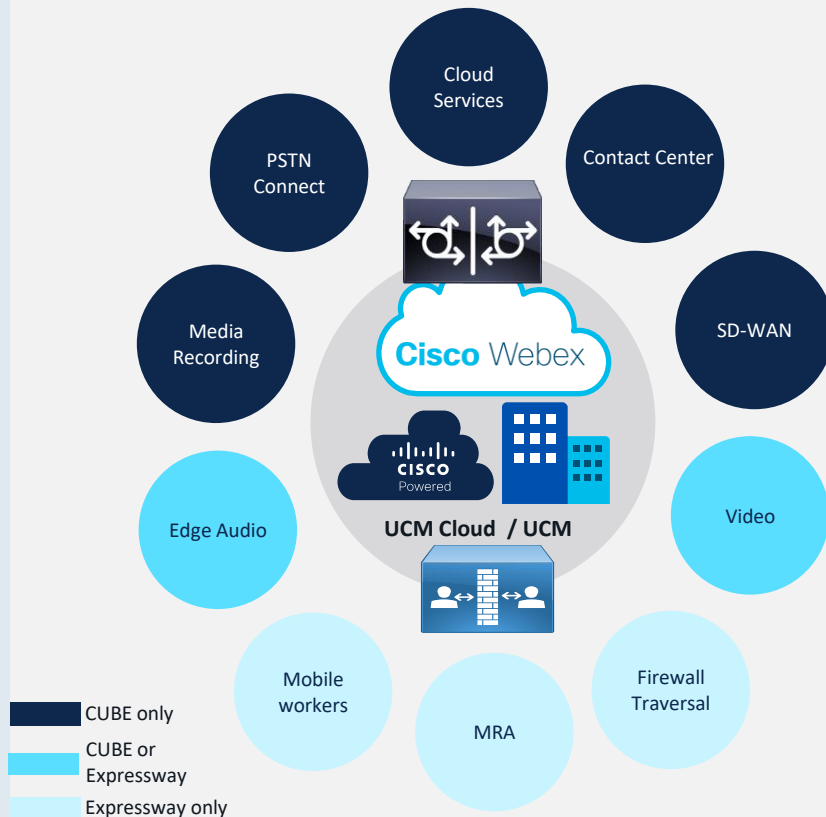 Cloud
Services
PSTN
Connect
Contact Center
Media
Recording
SD-WAN
Cisco Webex
CISCO
Powered
Edge Audio
Video
UCM Cloud / UCM
Mobile
workers
MRA
Firewall
Traversal
CUBE only
CUBE or
Expressway
Expressway only